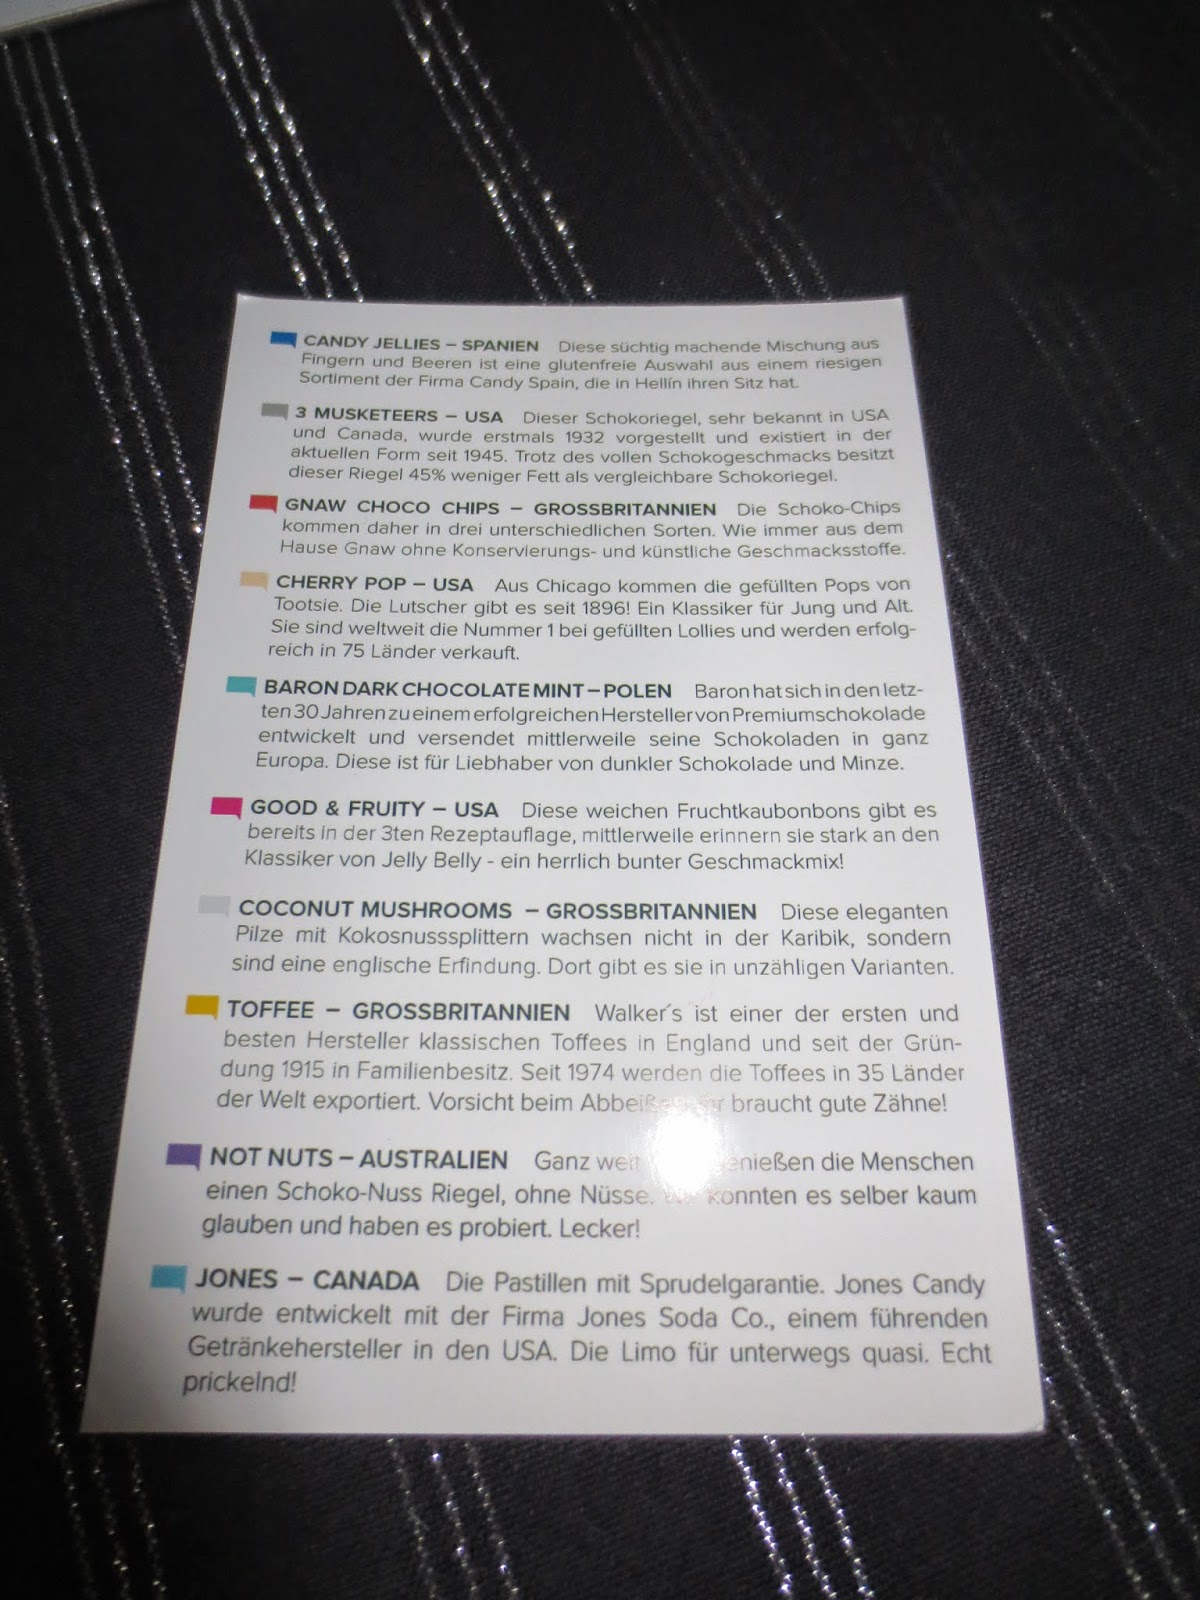 CANDY JELLIES – SPANIEN Diese süchtig machende Mischung aus
Fingern und Beeren ist eine glutenfreie Auswahl aus einem riesigen
Sortiment der Firma Candy Spain, die in Hellín ihren Sitz hat.
3 MUSKETEERS – USA Dieser Schokoriegel, sehr bekannt in USA
und Canada, wurde erstmals 1932 vorgestellt und existiert in der
aktuellen Form seit 1945. Trotz des vollen Schokogeschmacks besitzt
dieser Riegel 45% weniger Fett als vergleichbare Schokoriegel.
GNAW CHOCO CHIPS – GROSSBRITANNIEN Die Schoko-Chips
kommen daher in drei unterschiedlichen Sorten. Wie immer aus dem
Hause Gnaw ohne Konservierungs- und künstliche Geschmacksstoffe.
CHERRY POP – USA Aus Chicago kommen die gefüllten Pops von
Tootsie. Die Lutscher gibt es seit 1896! Ein Klassiker für Jung und Alt.
Sie sind weltweit die Nummer 1 bei gefüllten Lollies und werden erfolg-
reich in 75 Länder verkauft.
BARON DARK CHOCOLATE MINT – POLEN Baron hat sich in den letz-
ten 30 Jahren zu einem erfolgreichen Hersteller von Premiumschokolade
entwickelt und versendet mittlerweile seine Schokoladen in ganz
Europa. Diese ist für Liebhaber von dunkler Schokolade und Minze.
GOOD & FRUITY – USA Diese weichen Fruchtkaubonbons gibt es
bereits in der 3ten Rezeptauflage, mittlerweile erinnern sie stark an den
Klassiker von Jelly Belly - ein herrlich bunter Geschmackmix!
COCONUT MUSHROOMS – GROSSBRITANNIEN Diese eleganten
Pilze mit Kokosnusssplittern wachsen nicht in der Karibik, sondern
sind eine englische Erfindung. Dort gibt es sie in unzähligen Varianten.
TOFFEE – GROSSBRITANNIEN Walker´s ist einer der ersten und
besten Hersteller klassischen Toffees in England und seit der Grün-
dung 1915 in Familienbesitz. Seit 1974 werden die Toffees in 35 Länder
der Welt exportiert. Vorsicht beim braucht gute Zähne!
NOT NUTS – AUSTRALIEN Ganz die Menschen
einen Schoko-Nuss Riegel, ohne Nüsse. konnten es selber kaum
glauben und haben es probiert. Lecker!
JONES – CANADA Die Pastillen mit Sprudelgarantie. Jones Candy
wurde entwickelt mit der Firma Jones Soda Co., einem führenden
Getränkehersteller in den USA. Die Limo für unterwegs quasi. Echt
prickelnd!